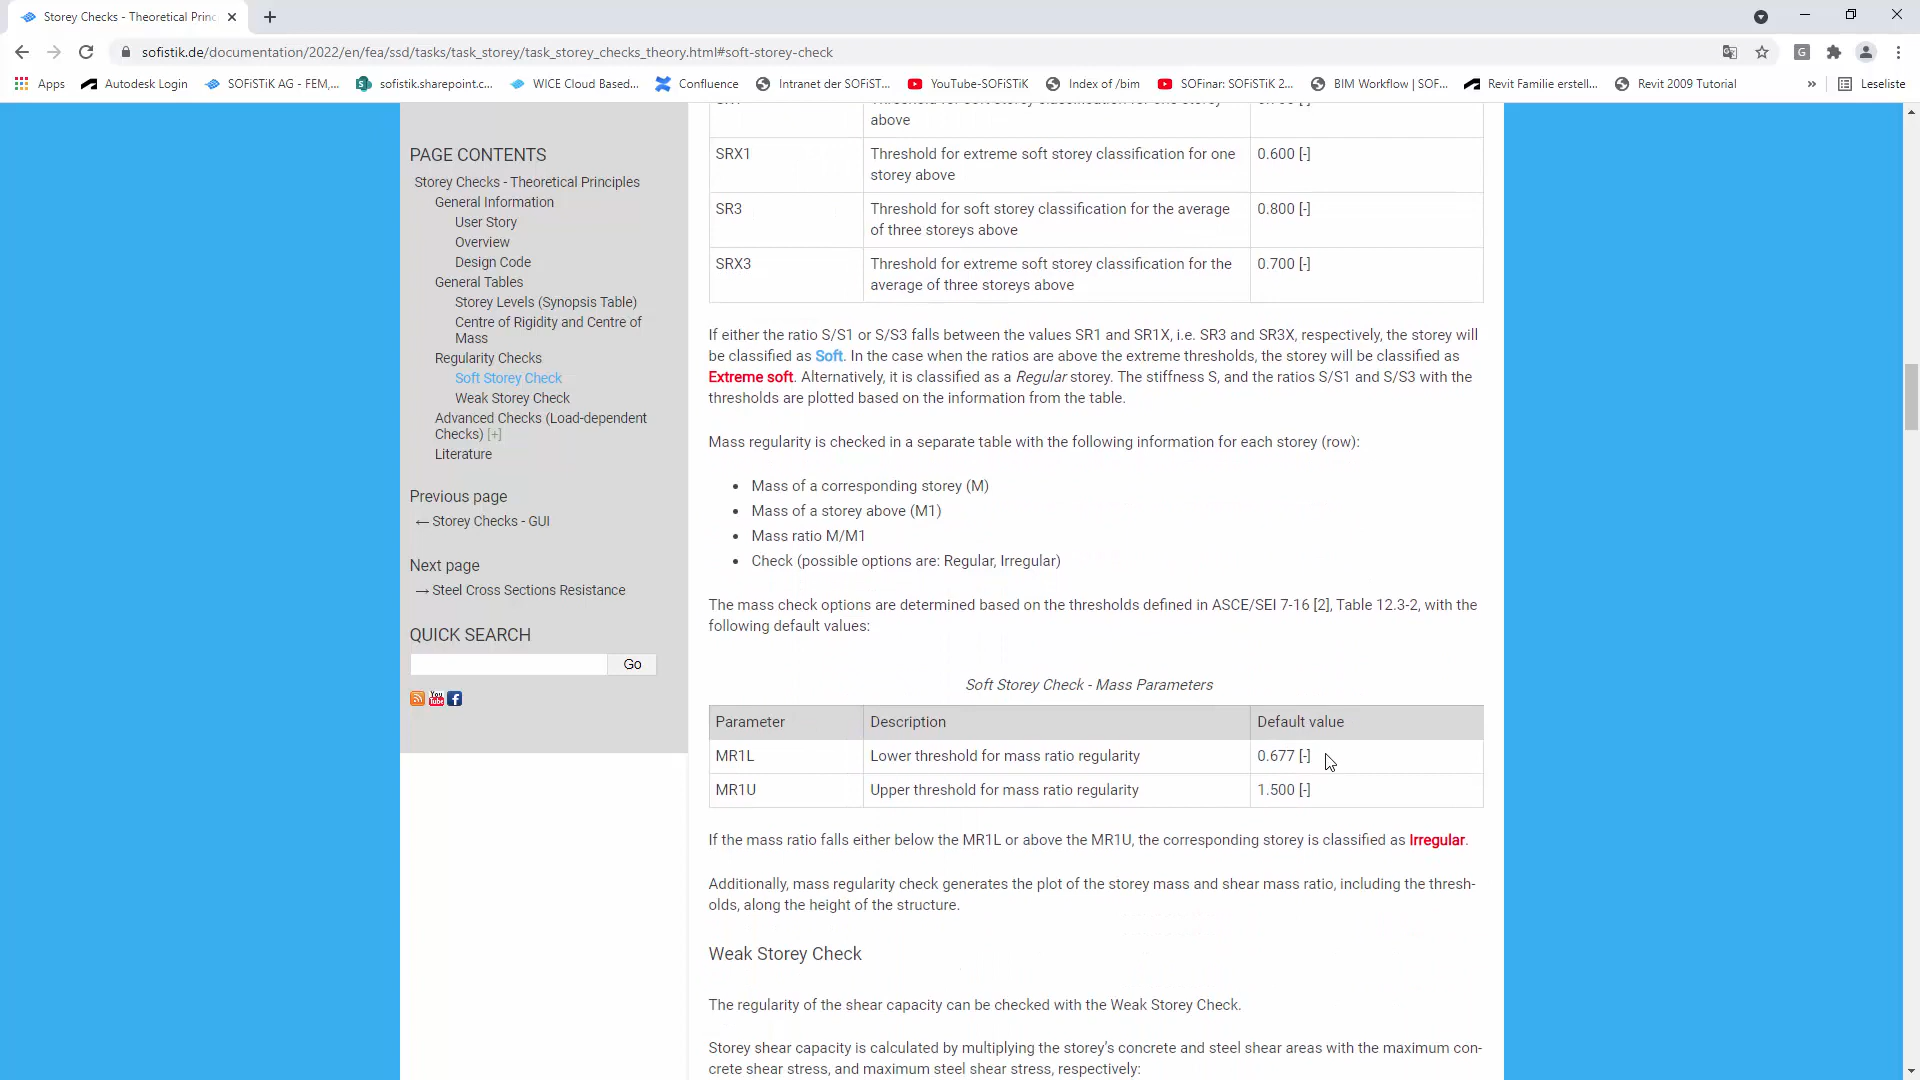 Storey Checks - Theoretical Princ
sofistik.de/documentation/2022/en/fea/ssd/tasks/task_storey/task_storey_checks_theory.html#soft-storey-check
Apps Autodesk Login SOFiSTiK AG - FEM,... sofistik.sharepoint.c... WICE Cloud Based... Confluence Intranet der SOFiST... YouTube-SOFiSTiK Index of /bim SOFinar: SOFiSTiK 2... BIM Workflow | SOF... Revit Familie erstell... Revit 2009 Tutorial » Leseliste
PAGE CONTENTS
Storey Checks - Theoretical Principles
General Information
User Story
Overview
Design Code
General Tables
Storey Levels (Synopsis Table)
Centre of Rigidity and Centre of
Mass
Regularity Checks
Soft Storey Check
Weak Storey Check
Advanced Checks (Load-dependent
Checks) [+]
Literature
Previous page
← Storey Checks - GUI
Next page
→ Steel Cross Sections Resistance
QUICK SEARCH
Go
above
SRX1 Threshold for extreme soft storey classification for one 0.600 [-]
storey above
SR3 Threshold for soft storey classification for the average 0.800 [-]
of three storeys above
SRX3 Threshold for extreme soft storey classification for the 0.700 [-]
average of three storeys above
If either the ratio S/S1 or S/S3 falls between the values SR1 and SR1X, i.e. SR3 and SR3X, respectively, the storey will
be classified as Soft. In the case when the ratios are above the extreme thresholds, the storey will be classified as
Extreme soft. Alternatively, it is classified as a Regular storey. The stiffness S, and the ratios S/S1 and S/S3 with the
thresholds are plotted based on the information from the table.
Mass regularity is checked in a separate table with the following information for each storey (row):
• Mass of a corresponding storey (M)
• Mass of a storey above (M1)
• Mass ratio M/M1
• Check (possible options are: Regular, Irregular)
The mass check options are determined based on the thresholds defined in ASCE/SEI 7-16 [2], Table 12.3-2, with the
following default values:
Soft Storey Check - Mass Parameters
Parameter Description Default value
MR1L Lower threshold for mass ratio regularity 0.677 [-]
MR1U Upper threshold for mass ratio regularity 1.500 [-]
If the mass ratio falls either below the MR1L or above the MR1U, the corresponding storey is classified as Irregular.
Additionally, mass regularity check generates the plot of the storey mass and shear mass ratio, including the thresh-
olds, along the height of the structure.
Weak Storey Check
The regularity of the shear capacity can be checked with the Weak Storey Check.
Storey shear capacity is calculated by multiplying the storey's concrete and steel shear areas with the maximum con-
crete shear stress, and maximum steel shear stress, respectively: